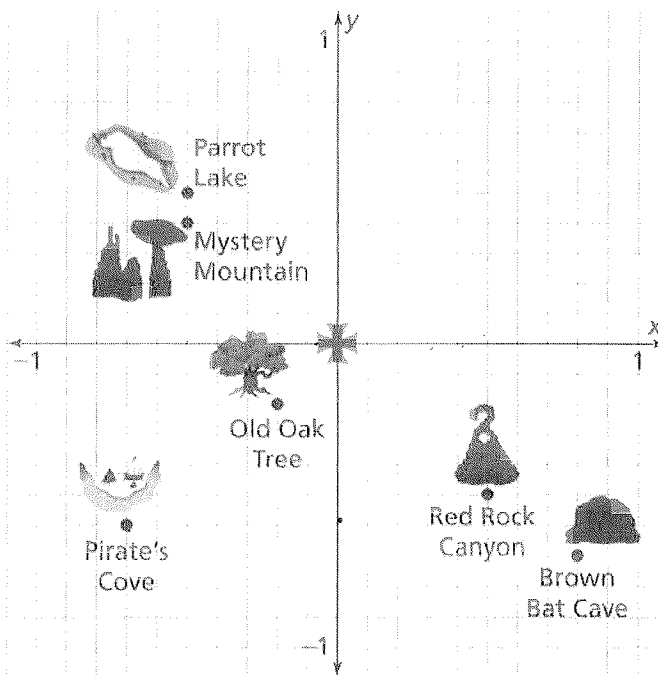 y
1
Parrot
Lake
Mystery
Mountain
x
-1
1
Old Oak
Tree
Red Rock
Canyon
Pirate's
Cove
Brown
Bat Cave
-1